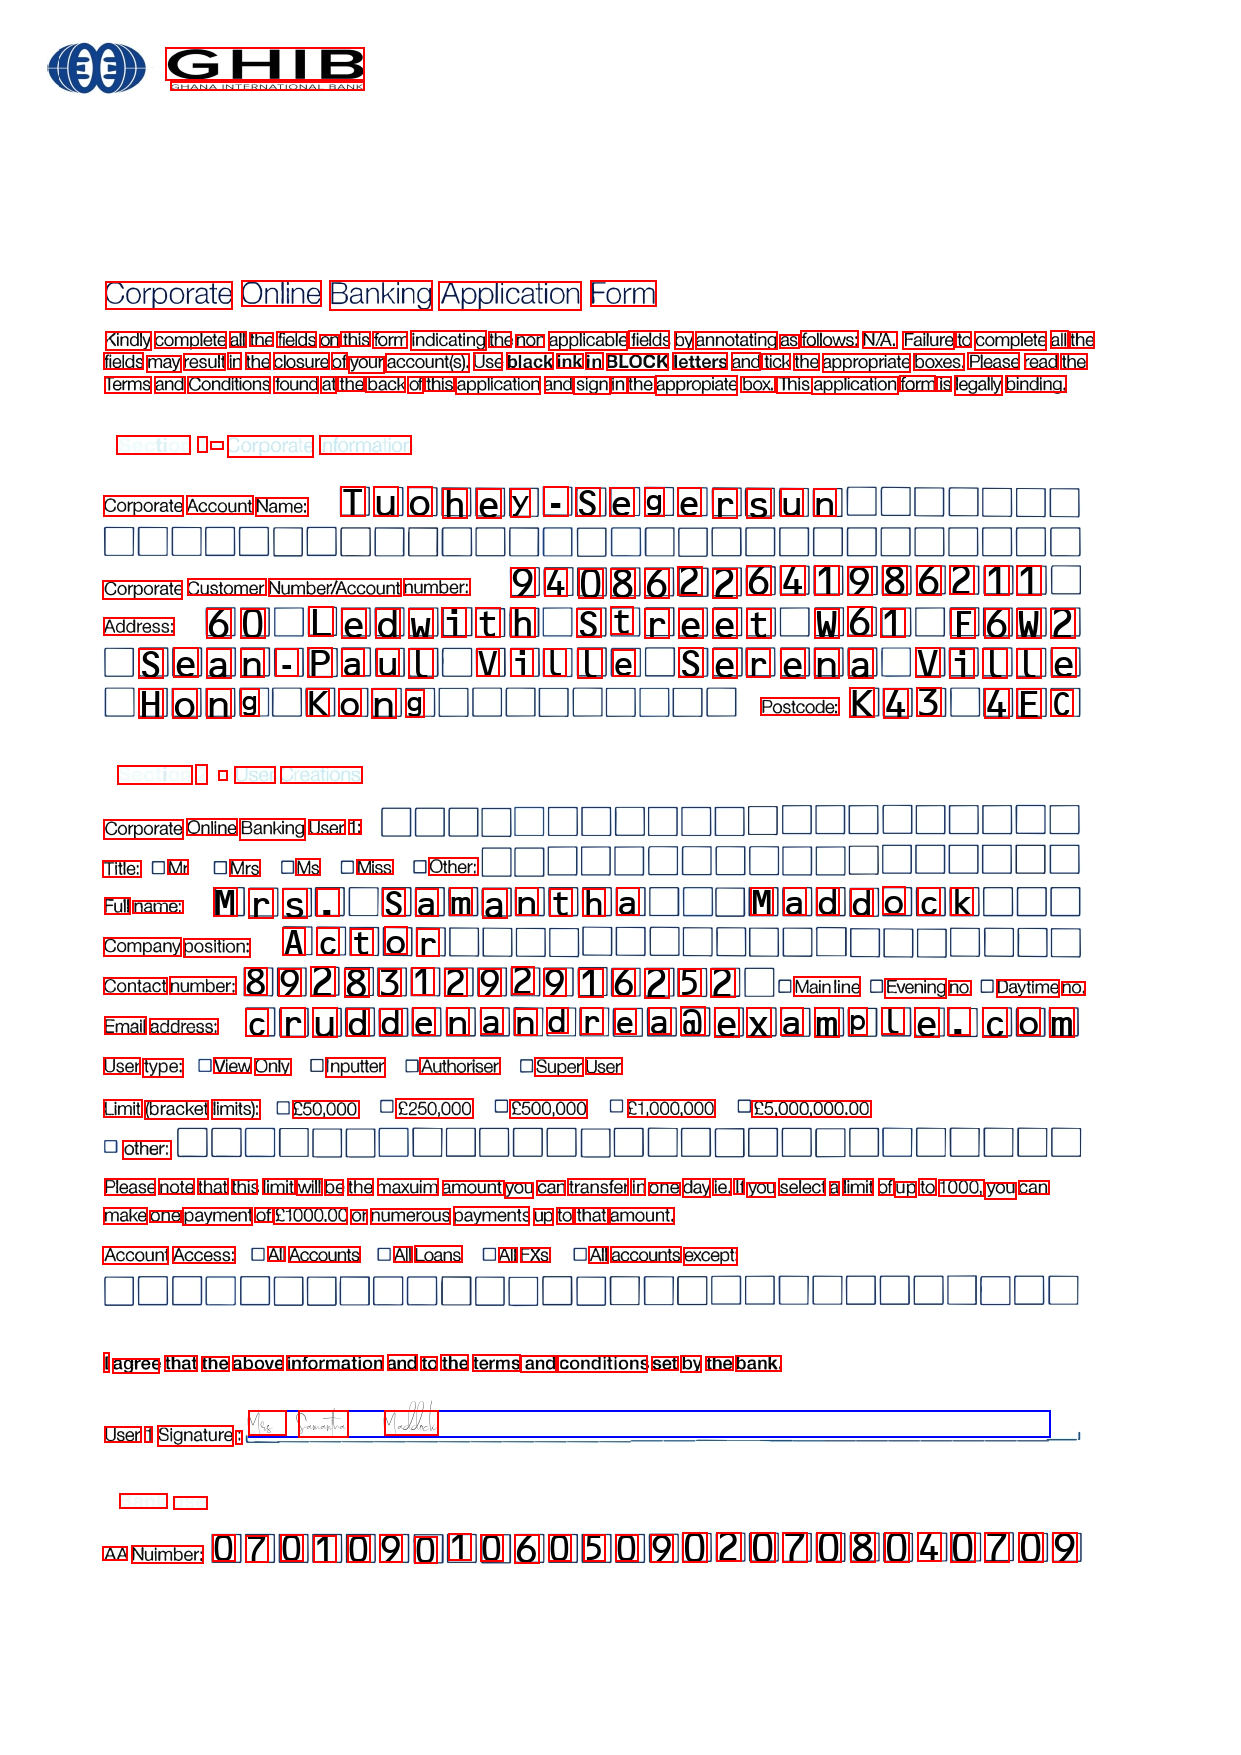 GHIB
GHANA INTERNATIONAL BANK
Corporate Online Banking Application Form
Kindly complete all the fields on this form indicating the non applicable fields by annotating as follows: N/A. Failure to complete all the
fields may result in the closure of your account(s). Use black ink in BLOCK letters and tick the appropriate boxes. Please read the
Terms and Conditions found at the back of this application and sign in the appropiate box. This application form is legally binding.
Section - Corporate Information
Corporate Account Name: Tuohey-Segersun
Corporate Customer Number/Account number: 9408622641986211
Address: 60 Ledwith Street W61 F6W2
Sean-Paul Ville Serena Ville
Hong Kong Postcode: K43 4EC
Section - User Creations
Corporate Online Banking User 1:
Title: Mr Mrs Ms Miss Other:
Full name: Mrs. Samantha Maddock
Company position: Actor
Contact number: 892831292916252 Main line Evening no Daytime no.
Email address: cruddenandrea@example.com
User type: View Only Inputter Authoriser Super User
Limit (bracket limits): £50,000 £250,000 £500,000 £1,000,000 £5,000,000.00
other:
Please note that this limit will be the maxuim amount you can transfer in one day ie. If you select a limit of up to 1000, you can
make one payment of £1000.00 or numerous payments up to that amount.
Account Access: All Accounts All Loans All FXs All accounts except
I agree that the above information and to the terms and conditions set by the bank.
User 1 Signature: Mrs Samantha Maddock
AA Nuimber: 07010901060509020708040709